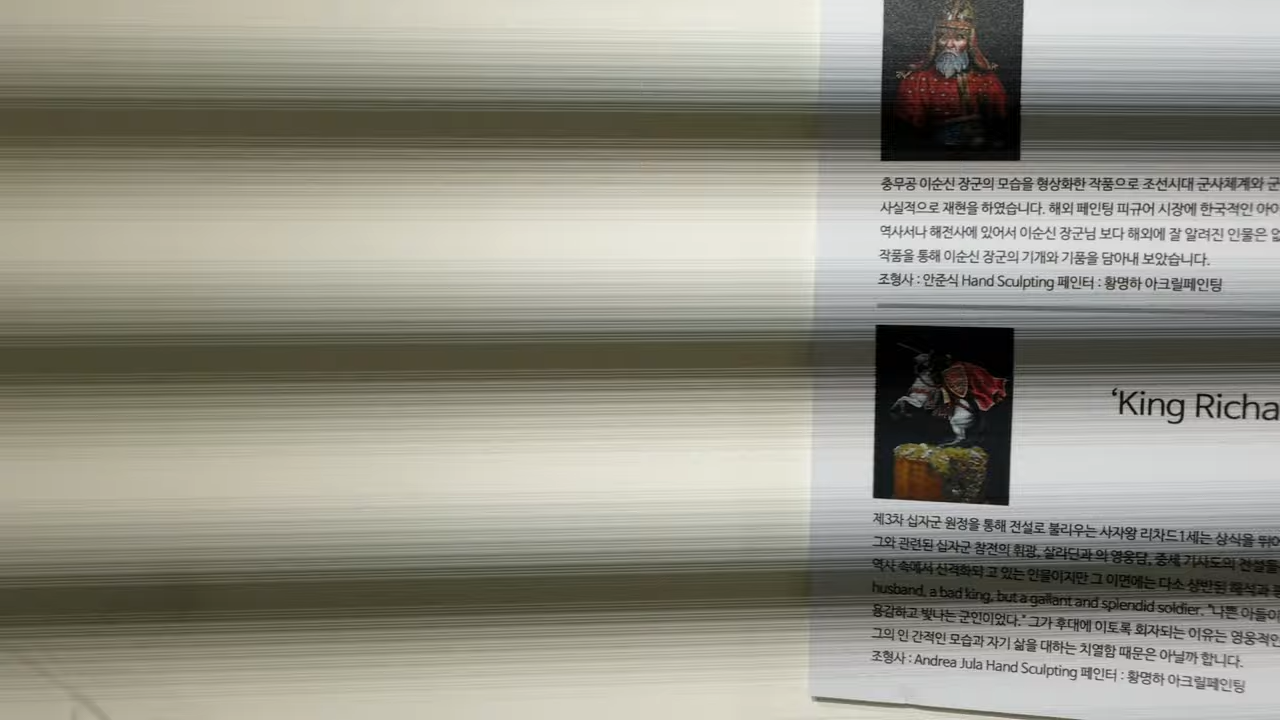 충무공 이순신 장군의 모습을 형상화한 작품으로 조선시대 군사체계와
사실적으로 재현을 하였습니다. 해외 페인팅 피규어 시장에 한국적인
역사서나 해전사에 있어서 이순신 장군님 보다 해외에 잘 알려진 인물은
작품을 통해 이순신 장군의 기개와 기품을 담아내 보았습니다.
조형사 : 안준식 Hand Sculpting 페인터 : 황명하 아크릴페인팅
‘King Richa
제3차 십자군 원정을 통해 전설로 불리우는 사자왕 리차드1세는 상식을
그와 관련된 십자군 참전의 휘광, 살라딘과 의 영웅담, 중세 기사도의 전설들
역사 속에서 신격화돠 고 있는 인물이지만 그 이면에는 다소 상반된 해석과
husband, a bad king, but a gallant and splendid soldier. "나쁜 아들이
용감하고 빛나는 군인이었다." 그가 후대에 이토록 회자되는 이유는 영웅적인
그의 인 간적인 모습과 자기 삶을 대하는 치열함 때문은 아닐까 합니다.
조형사 : Andrea Jula Hand Sculpting 페인터 : 황명하 아크릴페인팅